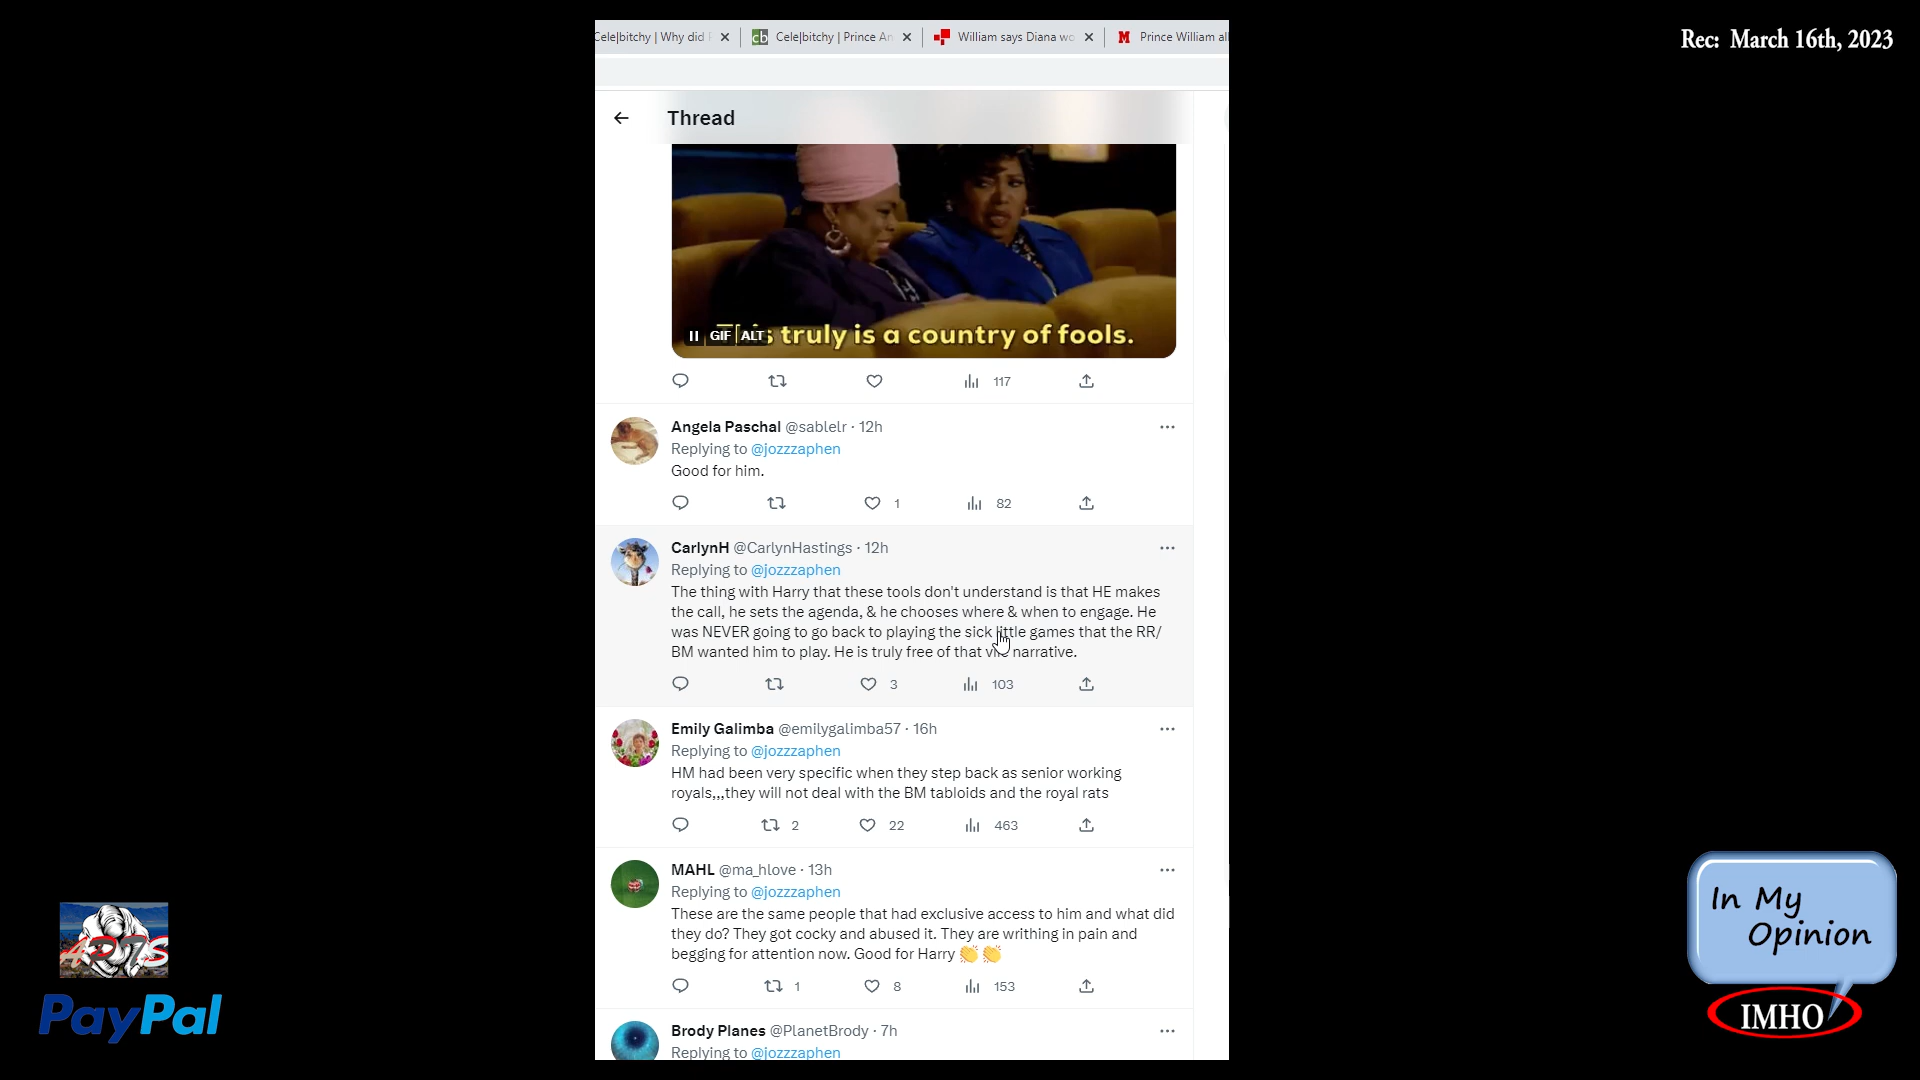 Cele|bitchy | Why did
Cele|bitchy | Prince An
William says Diana wo
Prince William all
Rec: March 16th, 2023
Thread
This truly is a country of fools.
GIF ALT
117
Angela Paschal @sablelr · 12h
Replying to @jozzzaphen
Good for him.
1 82
CarlynH @CarlynHastings · 12h
Replying to @jozzzaphen
The thing with Harry that these tools don't understand is that HE makes
the call, he sets the agenda, & he chooses where & when to engage. He
was NEVER going to go back to playing the sick little games that the RR/
BM wanted him to play. He is truly free of that vile narrative.
3 103
Emily Galimba @emilygalimba57 · 16h
Replying to @jozzzaphen
HM had been very specific when they step back as senior working
royals,,,they will not deal with the BM tabloids and the royal rats
2 22 463
MAHL @ma_hlove · 13h
Replying to @jozzzaphen
These are the same people that had exclusive access to him and what did
they do? They got cocky and abused it. They are writhing in pain and
begging for attention now. Good for Harry 👏 👏
1 8 153
Brody Planes @PlanetBrody · 7h
Replying to @jozzzaphen
PayPal
In My
Opinion
IMHO